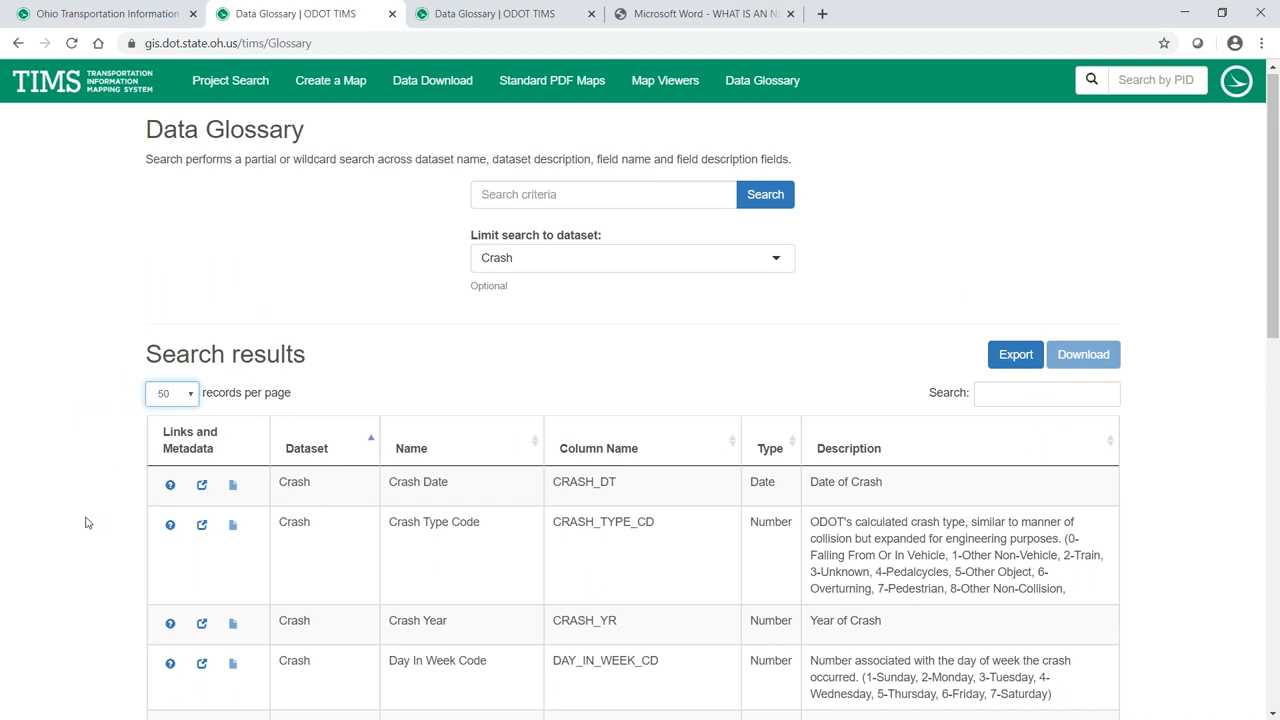 Ohio Transportation Information
Data Glossary | ODOT TIMS
Data Glossary | ODOT TIMS
Microsoft Word - WHAT IS AN N
gis.dot.state.oh.us/tims/Glossary
TIMS TRANSPORTATION
INFORMATION
MAPPING SYSTEM
Project Search
Create a Map
Data Download
Standard PDF Maps
Map Viewers
Data Glossary
Search by PID
Data Glossary
Search performs a partial or wildcard search across dataset name, dataset description, field name and field description fields.
Search criteria
Search
Limit search to dataset:
Crash
Optional
Search results
Export
Download
50 records per page
Search:
Links and
Metadata
Dataset
Name
Column Name
Type
Description
Crash
Crash Date
CRASH_DT
Date
Date of Crash
Crash
Crash Type Code
CRASH_TYPE_CD
Number
ODOT's calculated crash type, similar to manner of
collision but expanded for engineering purposes. (0-
Falling From Or In Vehicle, 1-Other Non-Vehicle, 2-Train,
3-Unknown, 4-Pedalcycles, 5-Other Object, 6-
Overturning, 7-Pedestrian, 8-Other Non-Collision,
Crash
Crash Year
CRASH_YR
Number
Year of Crash
Crash
Day In Week Code
DAY_IN_WEEK_CD
Number
Number associated with the day of week the crash
occurred. (1-Sunday, 2-Monday, 3-Tuesday, 4-
Wednesday, 5-Thursday, 6-Friday, 7-Saturday)